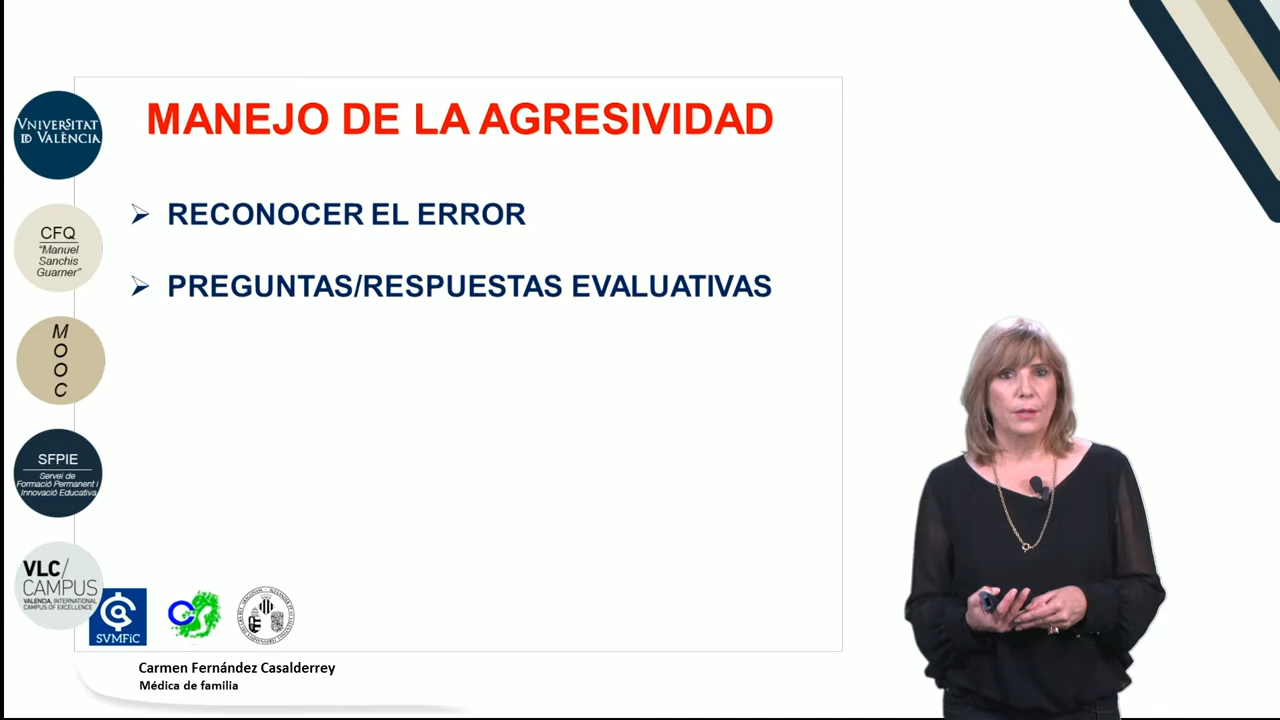 MANEJO DE LA AGRESIVIDAD
RECONOCER EL ERROR
PREGUNTAS/RESPUESTAS EVALUATIVAS
VNIVERSITAT
ID VALÈNCIA
CFQ
"Manuel
Sanchis
Guarner"
M
O
O
C
SFPIE
Servei de
Formació Permanent i
Innovació Educativa
VLC/
CAMPUS
VALENCIA, INTERNATIONAL
CAMPUS OF EXCELLENCE
SVMFiC
Carmen Fernández Casalderrey
Médica de familia